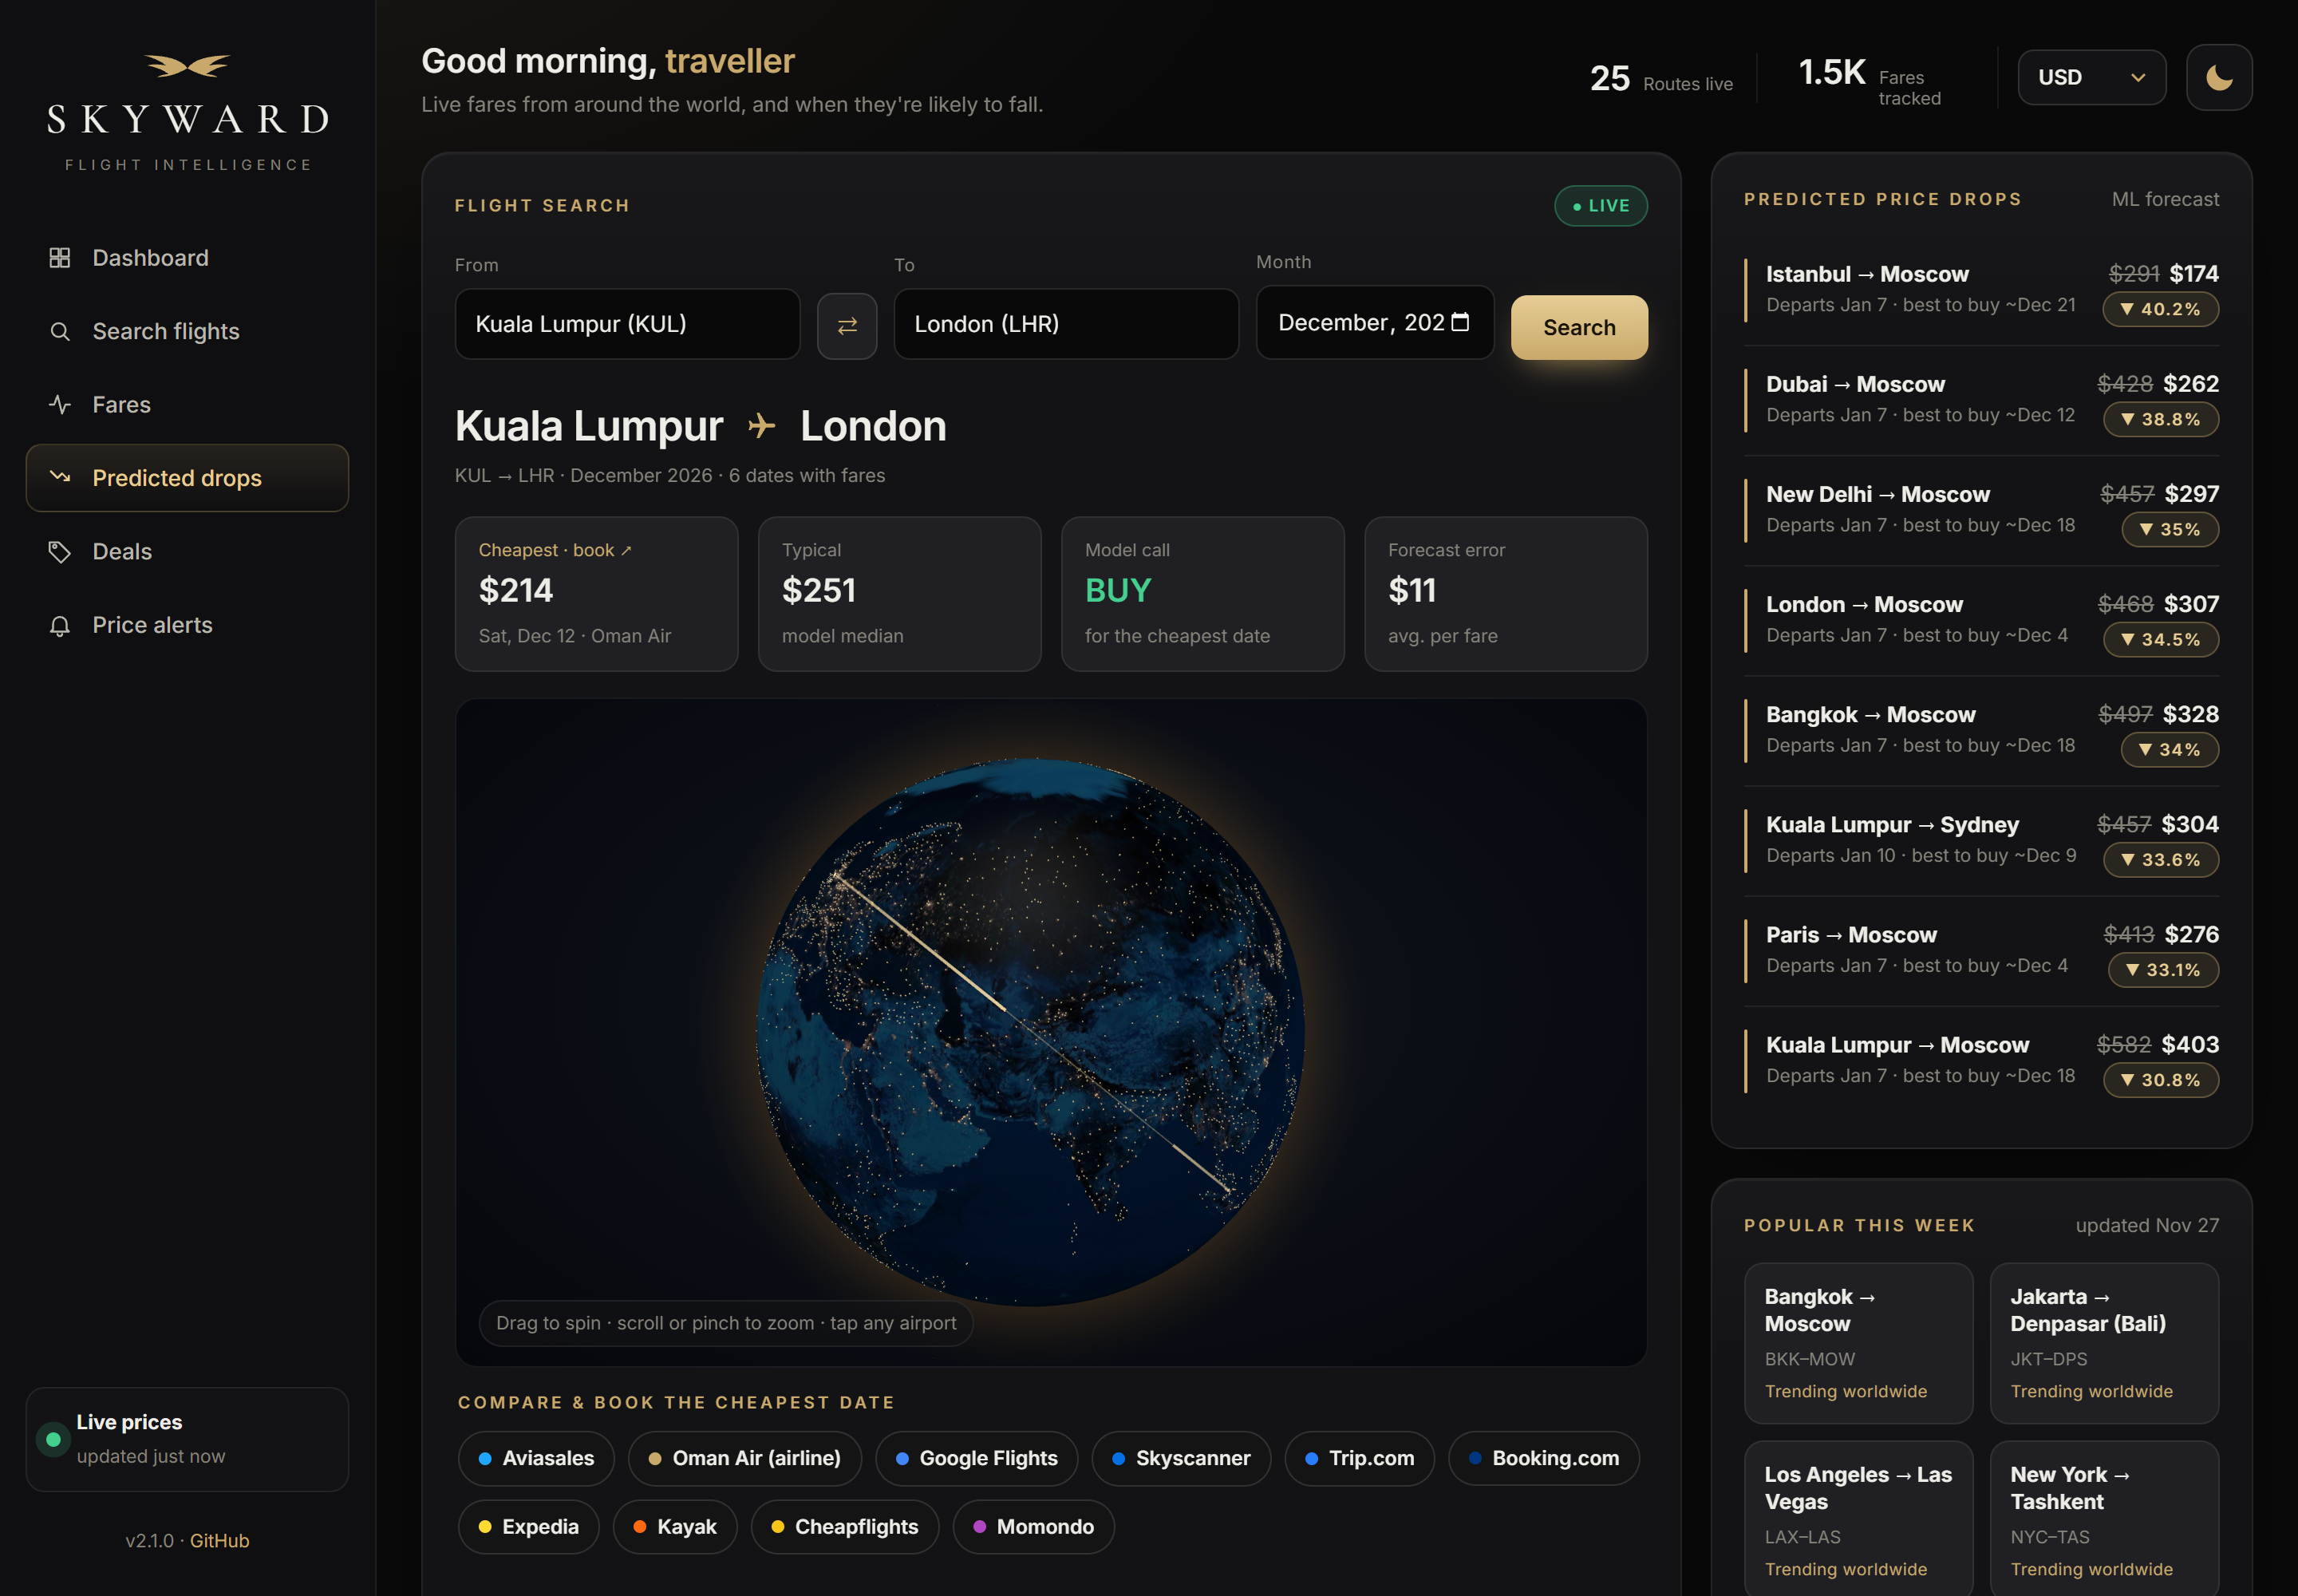 SKYWARD
FLIGHT INTELLIGENCE
Dashboard
Search flights
Fares
Predicted drops
Deals
Price alerts
Live prices
updated just now
v2.1.0 · GitHub
Good morning, traveller
Live fares from around the world, and when they're likely to fall.
25 Routes live
1.5K Fares tracked
USD
FLIGHT SEARCH
● LIVE
From
To
Month
Kuala Lumpur (KUL)
⇄
London (LHR)
December, 202
Search
Kuala Lumpur ✈ London
KUL → LHR · December 2026 · 6 dates with fares
Cheapest · book ↗
$214
Sat, Dec 12 · Oman Air
Typical
$251
model median
Model call
BUY
for the cheapest date
Forecast error
$11
avg. per fare
Drag to spin · scroll or pinch to zoom · tap any airport
COMPARE & BOOK THE CHEAPEST DATE
Aviasales
Oman Air (airline)
Google Flights
Skyscanner
Trip.com
Booking.com
Expedia
Kayak
Cheapflights
Momondo
PREDICTED PRICE DROPS
ML forecast
Istanbul → Moscow $291 $174
Departs Jan 7 · best to buy ~Dec 21 ▼ 40.2%
Dubai → Moscow $428 $262
Departs Jan 7 · best to buy ~Dec 12 ▼ 38.8%
New Delhi → Moscow $457 $297
Departs Jan 7 · best to buy ~Dec 18 ▼ 35%
London → Moscow $468 $307
Departs Jan 7 · best to buy ~Dec 4 ▼ 34.5%
Bangkok → Moscow $497 $328
Departs Jan 7 · best to buy ~Dec 18 ▼ 34%
Kuala Lumpur → Sydney $457 $304
Departs Jan 10 · best to buy ~Dec 9 ▼ 33.6%
Paris → Moscow $413 $276
Departs Jan 7 · best to buy ~Dec 4 ▼ 33.1%
Kuala Lumpur → Moscow $582 $403
Departs Jan 7 · best to buy ~Dec 18 ▼ 30.8%
POPULAR THIS WEEK
updated Nov 27
Bangkok →
Moscow
BKK–MOW
Trending worldwide
Jakarta →
Denpasar (Bali)
JKT–DPS
Trending worldwide
Los Angeles → Las
Vegas
LAX–LAS
Trending worldwide
New York →
Tashkent
NYC–TAS
Trending worldwide